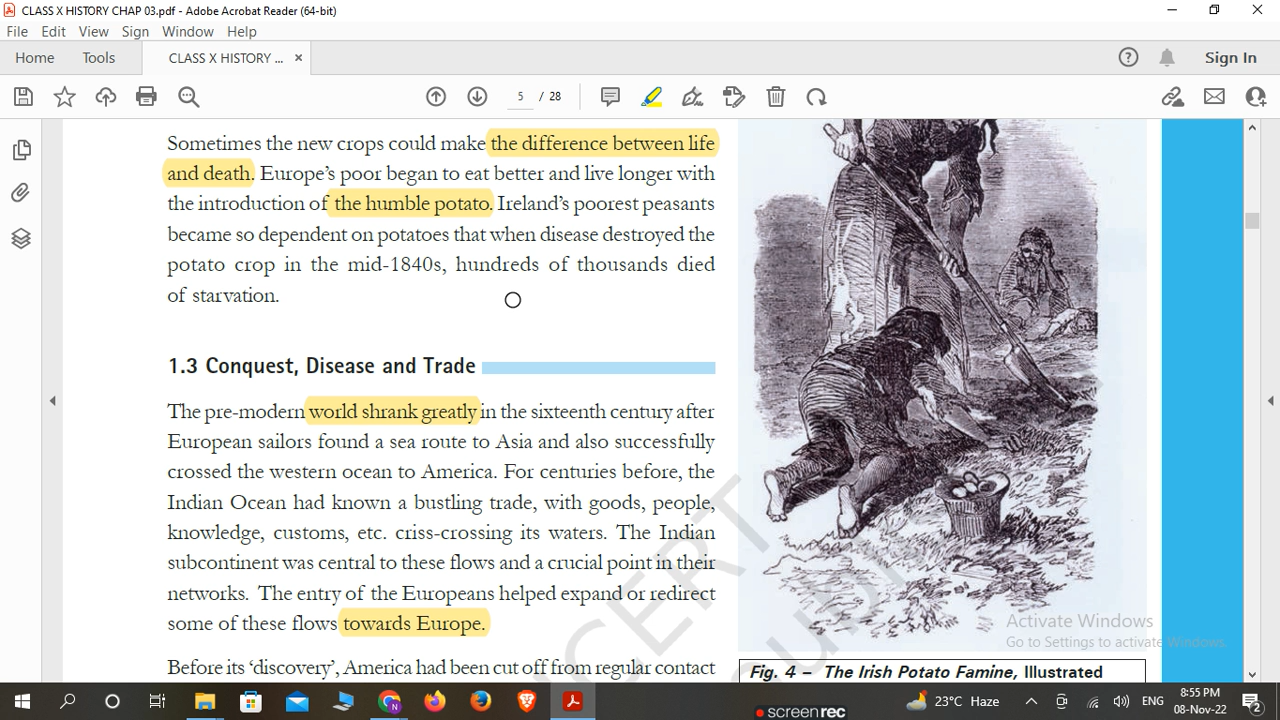 CLASS X HISTORY CHAP 03.pdf - Adobe Acrobat Reader (64-bit)
File Edit View Sign Window Help
Home Tools CLASS X HISTORY ... × Sign In
5 / 28
Sometimes the new crops could make the difference between life
and death. Europe's poor began to eat better and live longer with
the introduction of the humble potato. Ireland's poorest peasants
became so dependent on potatoes that when disease destroyed the
potato crop in the mid-1840s, hundreds of thousands died
of starvation.
1.3 Conquest, Disease and Trade
The pre-modern world shrank greatly in the sixteenth century after
European sailors found a sea route to Asia and also successfully
crossed the western ocean to America. For centuries before, the
Indian Ocean had known a bustling trade, with goods, people,
knowledge, customs, etc. criss-crossing its waters. The Indian
subcontinent was central to these flows and a crucial point in their
networks. The entry of the Europeans helped expand or redirect
some of these flows towards Europe.
Before its 'discovery', America had been cut off from regular contact
Fig. 4 – The Irish Potato Famine, Illustrated
Activate Windows
Go to Settings to activate Windows.
23°C Haze
ENG
8:55 PM
08-Nov-22
2
screenrec